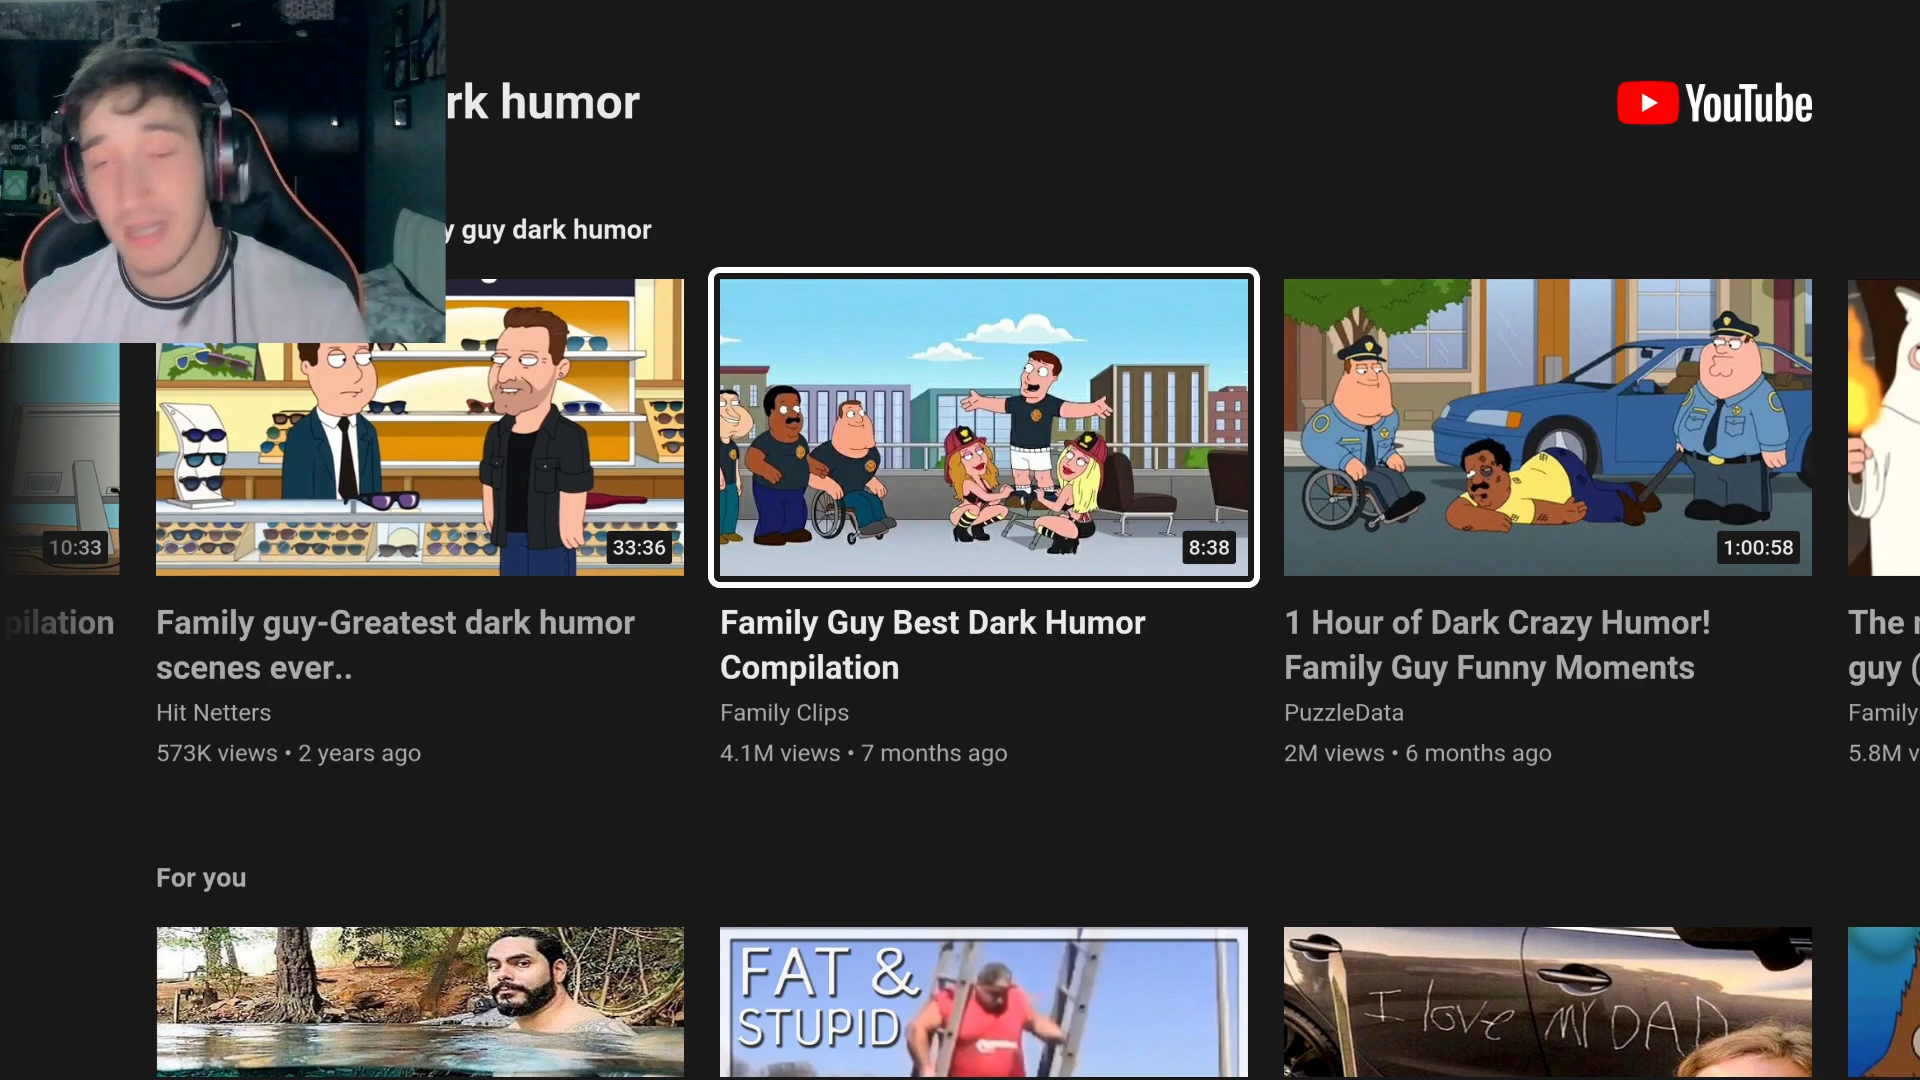 rk humor
YouTube
y guy dark humor
10:33
33:36
8:38
1:00:58
pilation
Family guy-Greatest dark humor
scenes ever..
Hit Netters
573K views • 2 years ago
Family Guy Best Dark Humor
Compilation
Family Clips
4.1M views • 7 months ago
1 Hour of Dark Crazy Humor!
Family Guy Funny Moments
PuzzleData
2M views • 6 months ago
The
guy (
Family
5.8M v
For you
FAT &
STUPID
I love MY DAD
XBOX